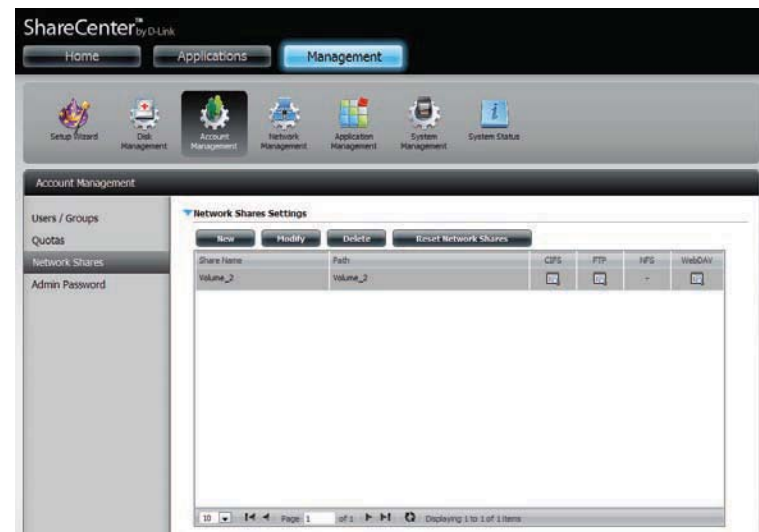 ShareCenter™ by D-Link
Home Applications Management
Setup Wizard Disk Management Account Management Network Management Application Management System Management System Status
Account Management
Users / Groups
Quotas
Network Shares
Admin Password
Network Shares Settings
New Modify Delete Reset Network Shares
Share Name Path CIFS FTP NFS WebDAV
Volume_2 Volume_2 -
10 Page 1 of 1 Displaying 1 to 1 of 1 items